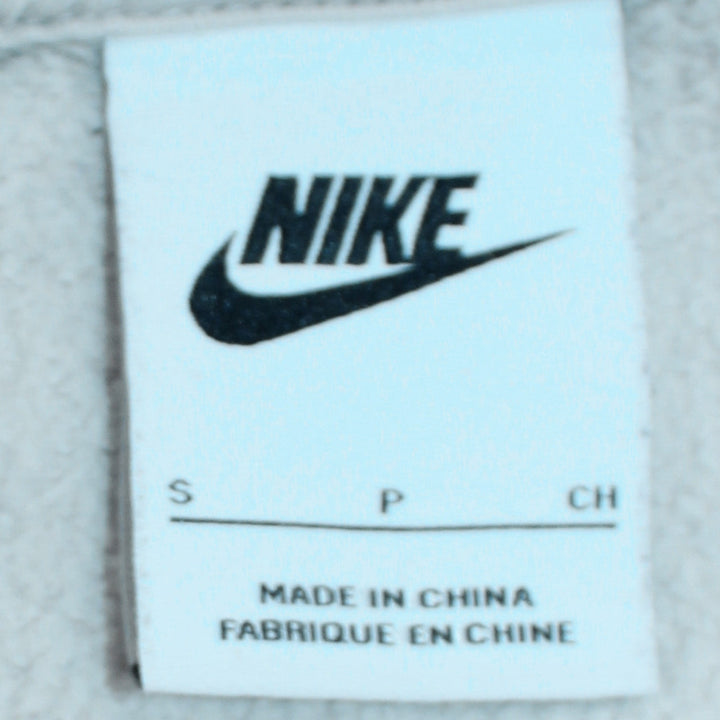 NIKE
S P CH
MADE IN CHINA
FABRIQUE EN CHINE